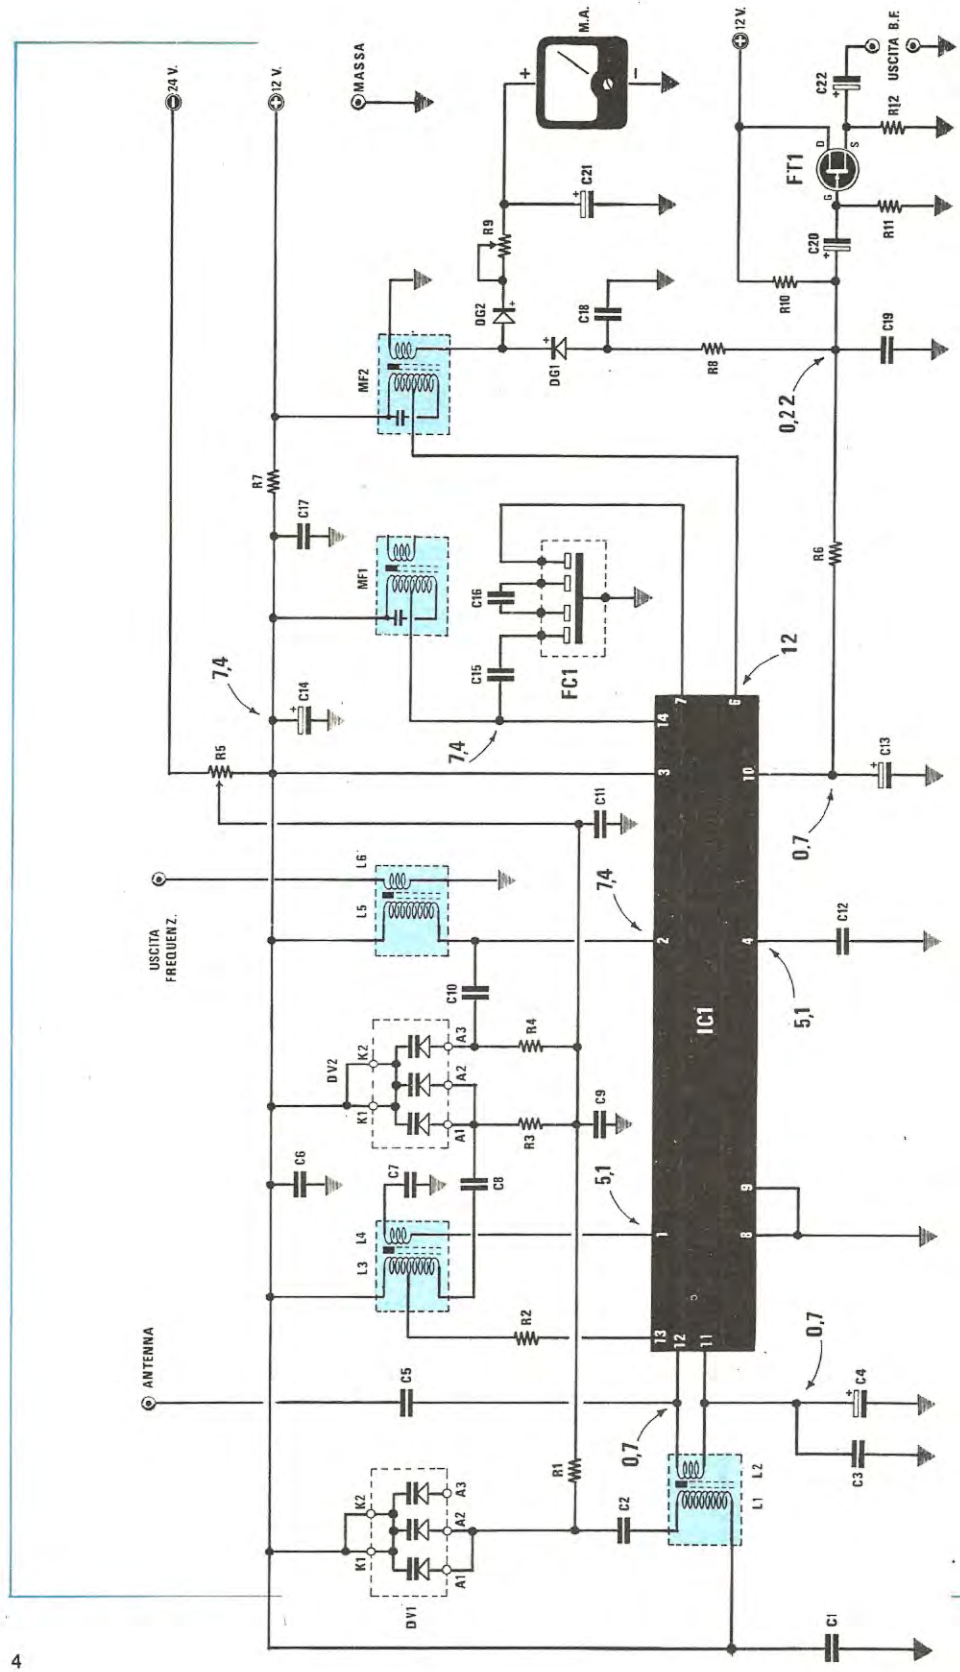 4
ANTENNA
USCITA
FREQUENZ.
24 V.
12 V.
MASSA
M.A.
+
−
12 V.
USCITA B.F.
DV1
K1
K2
A1
A2
A3
C1
C2
L1
L2
R1
0,7
C5
C3
C4
0,7
R2
L3
L4
C6
C7
C8
5,1
DV2
K1
K2
A1
A2
A3
R3
R4
C9
C10
L5
L6
7,4
C11
R5
7,4
C14
C17
R7
MF1
MF2
C15
C16
7,4
FC1
IC1
13
12
11
1
2
3
14
7
6
8
9
4
10
5,1
C12
0,7
C13
12
R6
0,22
C19
R8
C18
DG1
DG2
R9
C21
R10
C20
FT1
G
D
S
R11
R12
C22